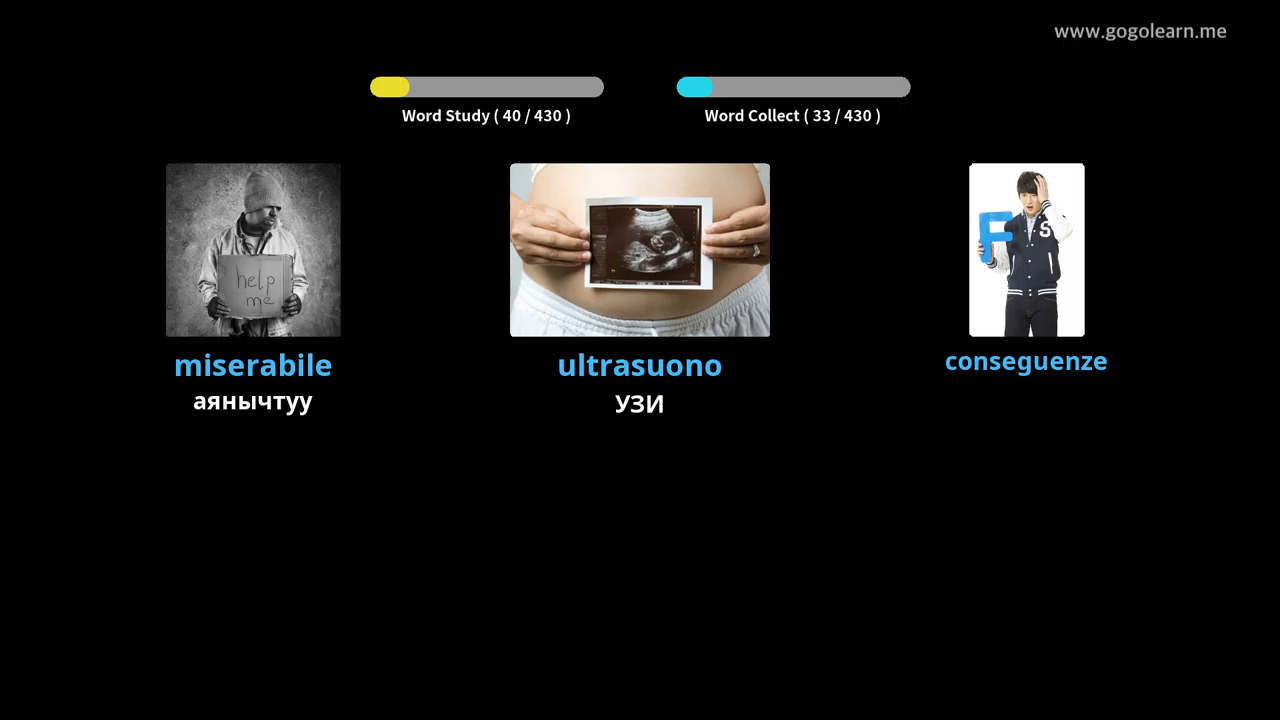 www.gogolearn.me
Word Study ( 40 / 430 )
Word Collect ( 33 / 430 )
help
me
F
S
miserabile
ultrasuono
conseguenze
аянычтуу
УЗИ